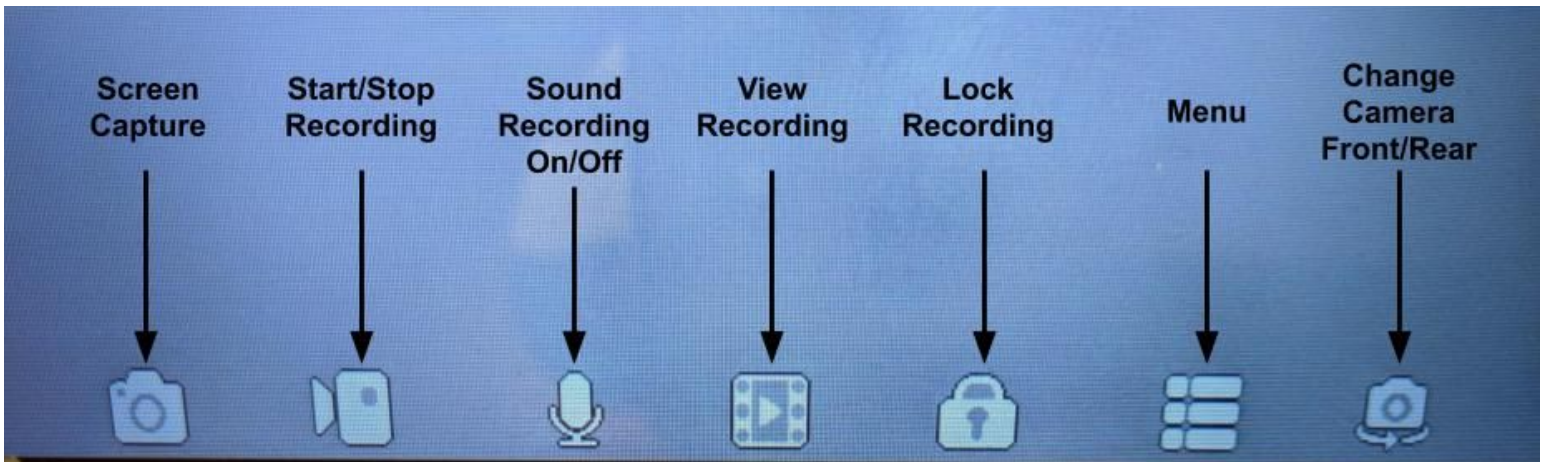 Screen
Capture
Start/Stop
Recording
Sound
Recording
On/Off
View
Recording
Lock
Recording
Menu
Change
Camera
Front/Rear